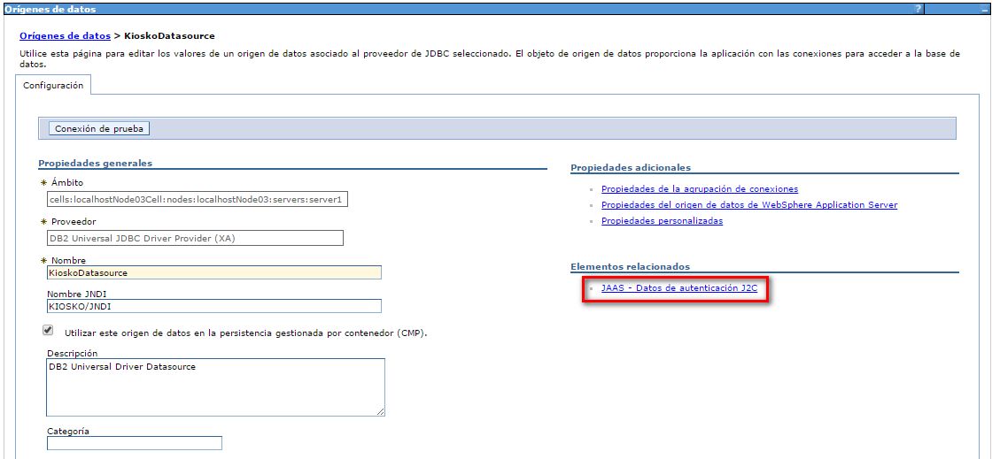 Orígenes de datos
?
Orígenes de datos > KioskoDatasource
Utilice esta página para editar los valores de un origen de datos asociado al proveedor de JDBC seleccionado. El objeto de origen de datos proporciona la aplicación con las conexiones para acceder a la base de
datos.
Configuración
Conexión de prueba
Propiedades generales
* Ámbito
cells:localhostNode03Cell:nodes:localhostNode03:servers:server1
* Proveedor
DB2 Universal JDBC Driver Provider (XA)
* Nombre
KioskoDatasource
Nombre JNDI
KIOSKO/JNDI
Utilizar este origen de datos en la persistencia gestionada por contenedor (CMP).
Descripción
DB2 Universal Driver Datasource
Categoría
Propiedades adicionales
Propiedades de la agrupación de conexiones
Propiedades del origen de datos de WebSphere Application Server
Propiedades personalizadas
Elementos relacionados
JAAS - Datos de autenticación J2C